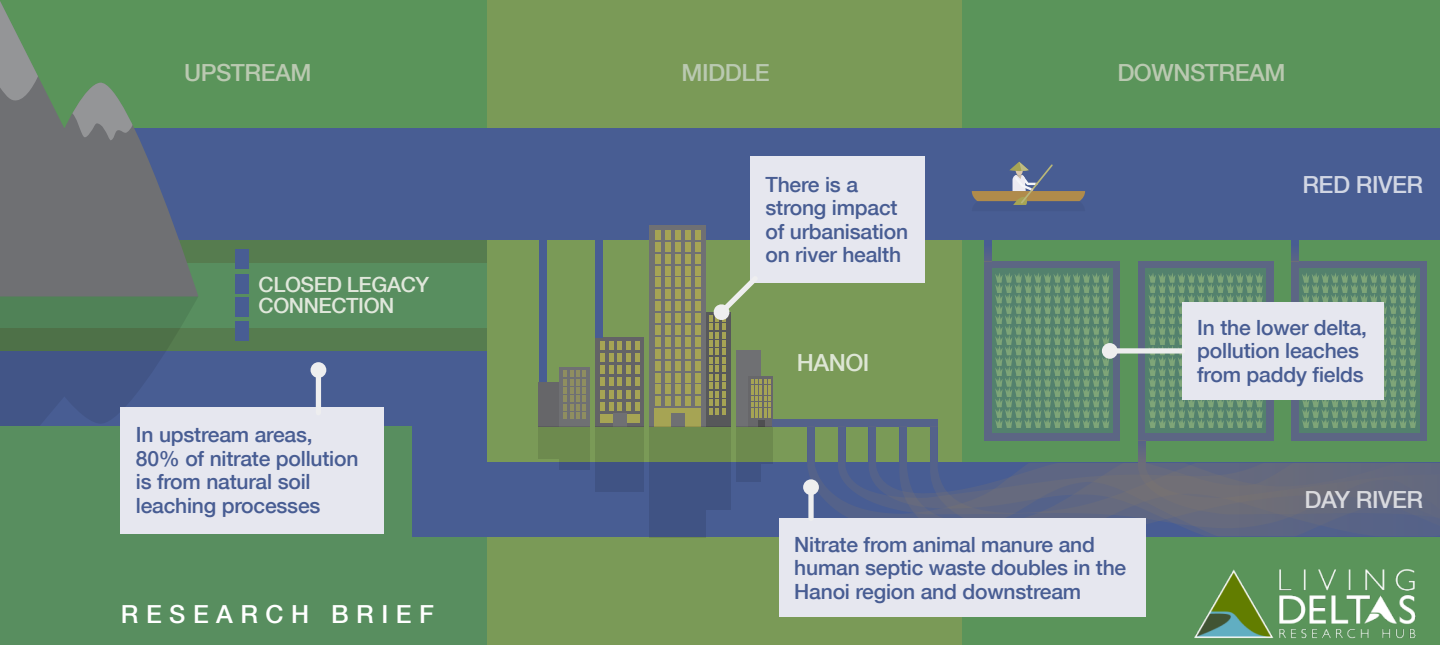 UPSTREAM
MIDDLE
DOWNSTREAM
RED RIVER
There is a
strong impact
of urbanisation
on river health
CLOSED LEGACY
CONNECTION
HANOI
In the lower delta,
pollution leaches
from paddy fields
In upstream areas,
80% of nitrate pollution
is from natural soil
leaching processes
DAY RIVER
Nitrate from animal manure and
human septic waste doubles in the
Hanoi region and downstream
RESEARCH BRIEF
LIVING
DELTAS
RESEARCH HUB